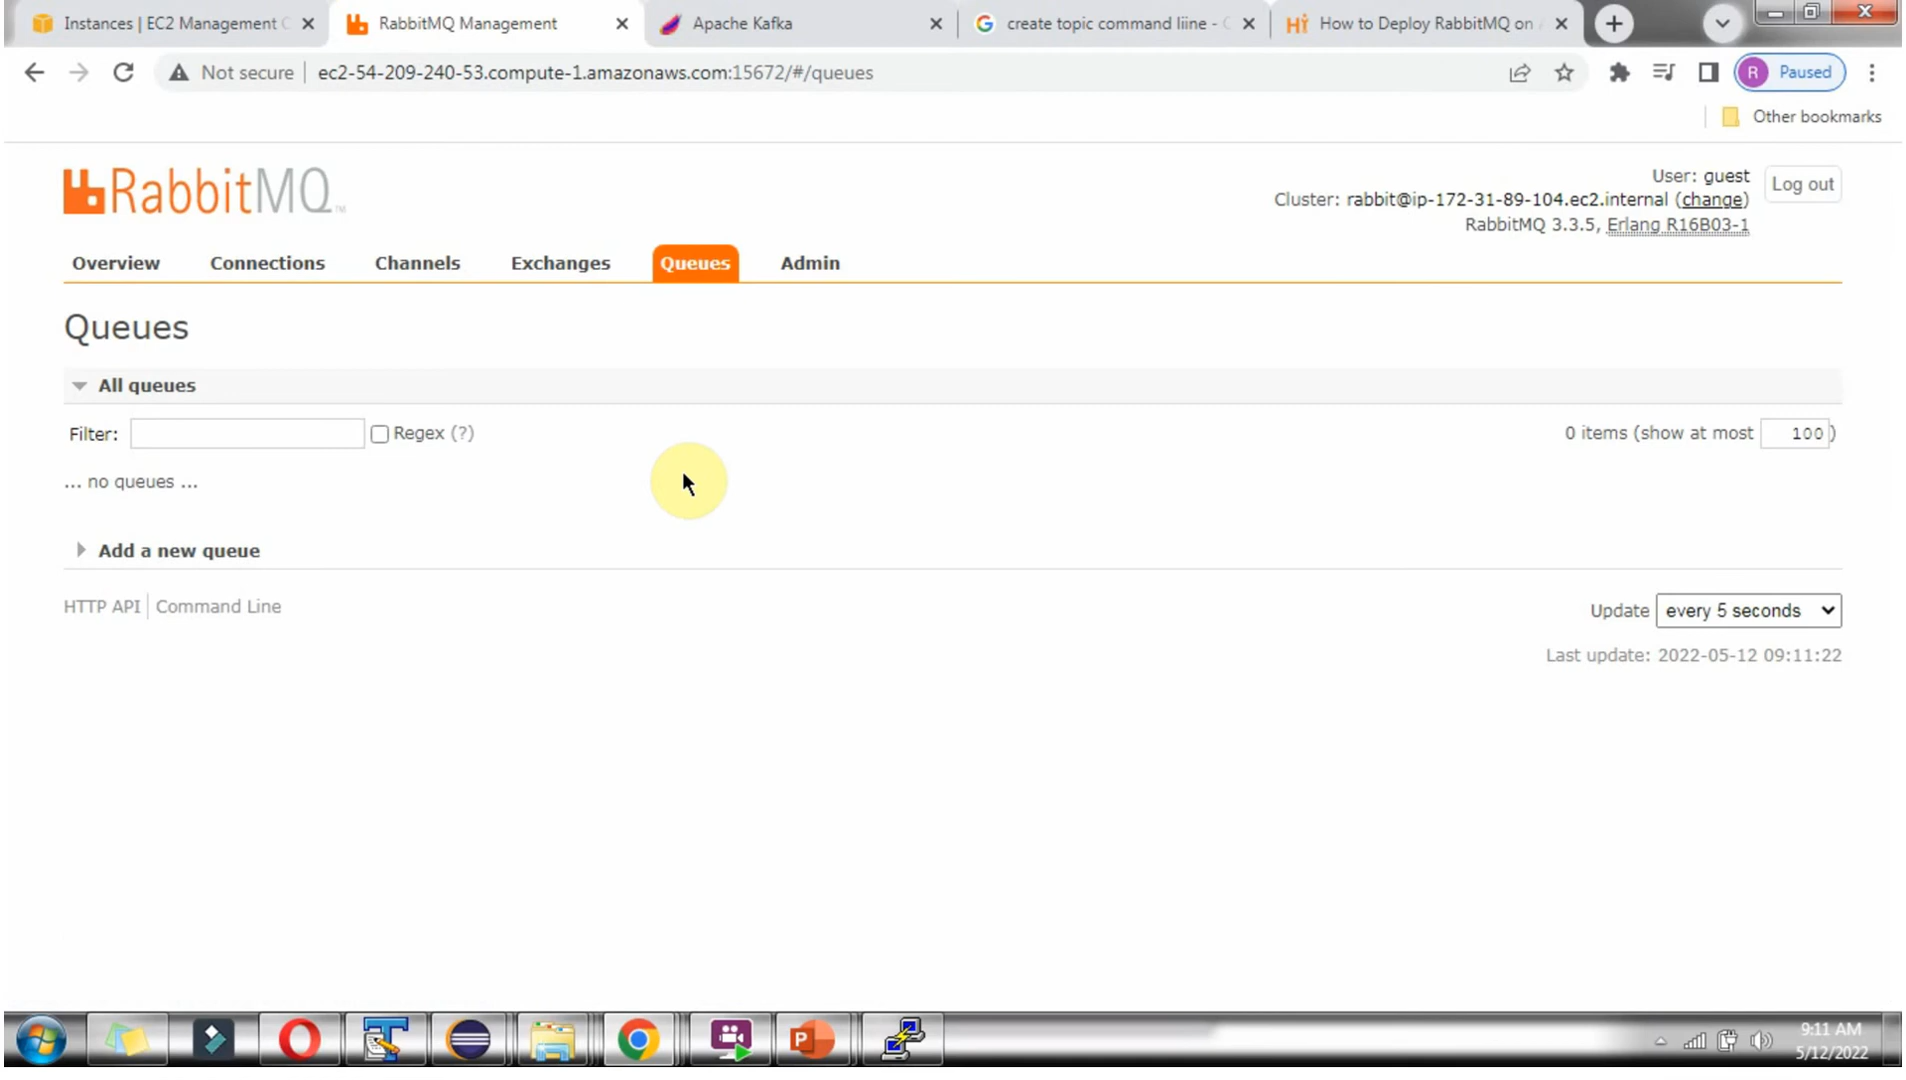 Instances | EC2 Management C
RabbitMQ Management
Apache Kafka
create topic command liine - G
How to Deploy RabbitMQ on A
Not secure
ec2-54-209-240-53.compute-1.amazonaws.com:15672/#/queues
R
Paused
Other bookmarks
RabbitMQ TM
User: guest
Log out
Cluster: rabbit@ip-172-31-89-104.ec2.internal (change)
RabbitMQ 3.3.5, Erlang R16B03-1
Overview
Connections
Channels
Exchanges
Queues
Admin
Queues
All queues
Filter:
Regex (?)
0 items (show at most 100)
... no queues ...
Add a new queue
HTTP API
Command Line
Update every 5 seconds
Last update: 2022-05-12 09:11:22
9:11 AM
5/12/2022